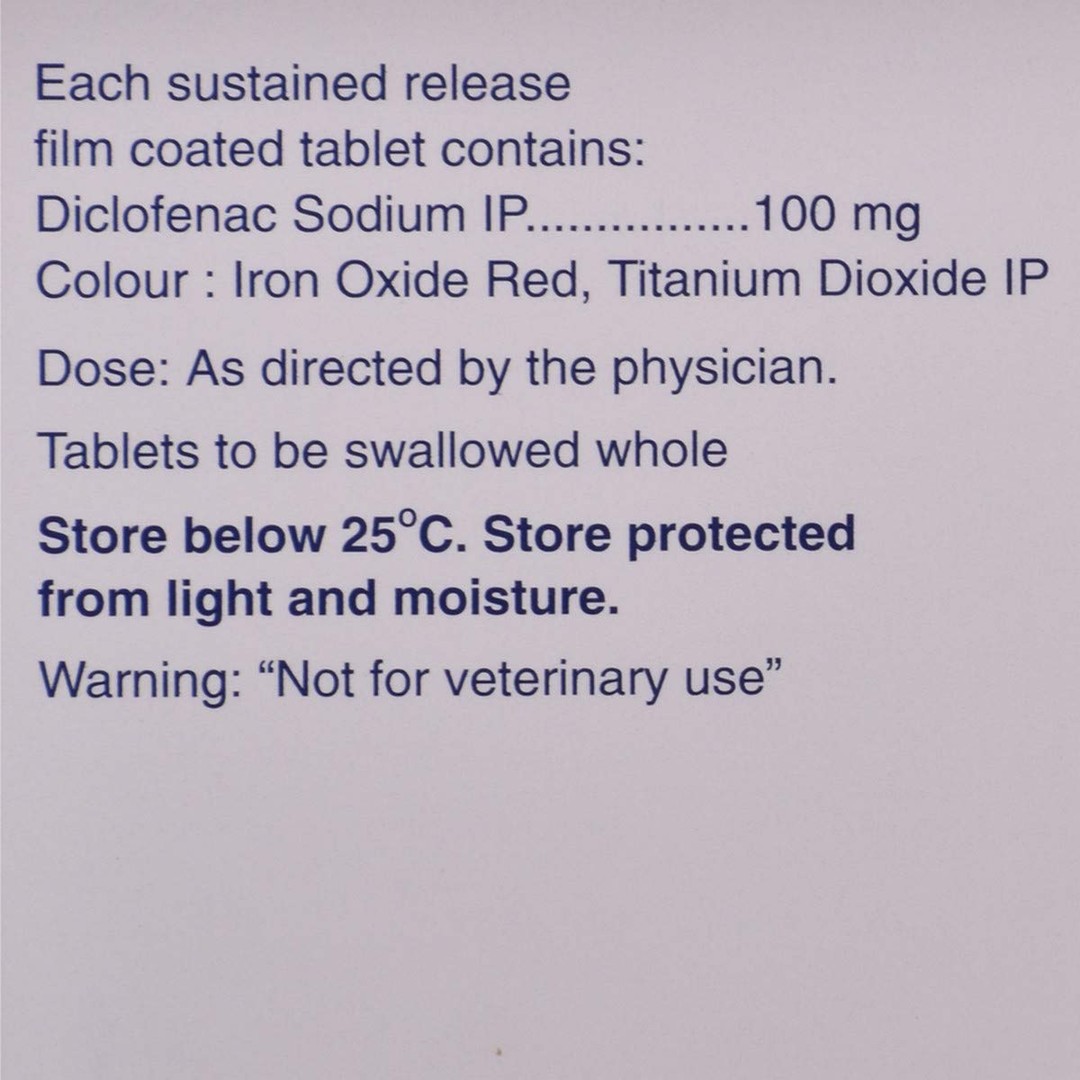 Each sustained release
film coated tablet contains:
Diclofenac Sodium IP................100 mg
Colour : Iron Oxide Red, Titanium Dioxide IP
Dose: As directed by the physician.
Tablets to be swallowed whole
Store below 25°C. Store protected
from light and moisture.
Warning: “Not for veterinary use”